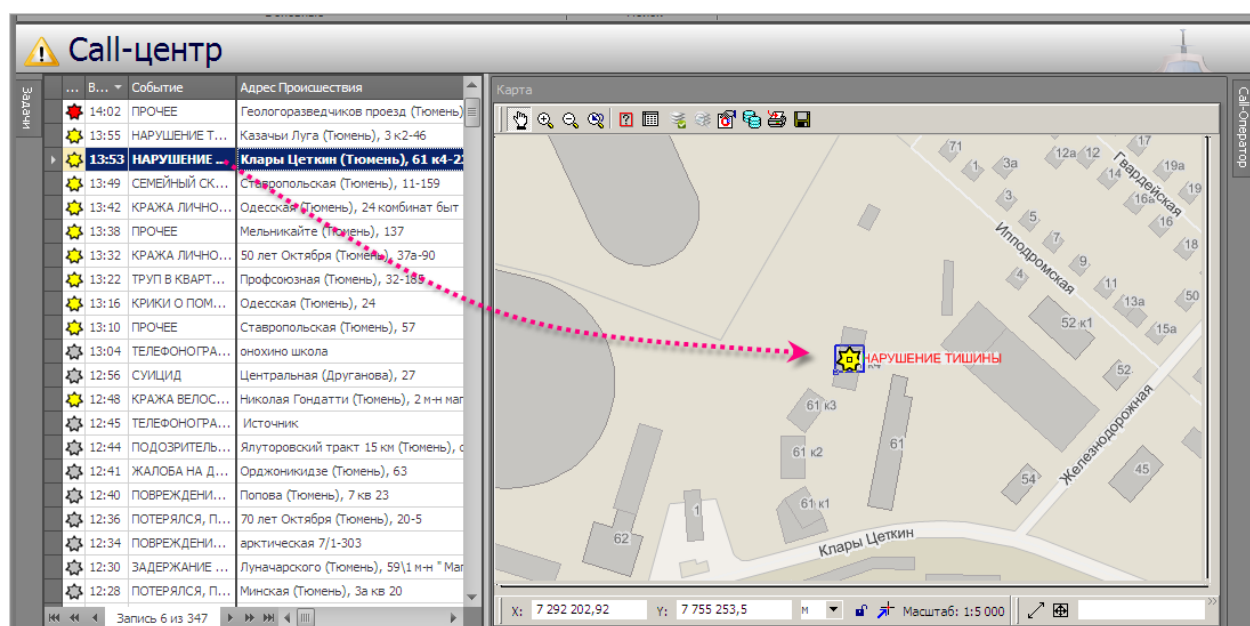 Call-центр
Задачи
... В... Событие Адрес Происшествия
14:02 ПРОЧЕЕ Геологоразведчиков проезд (Тюмень)
13:55 НАРУШЕНИЕ Т... Казачьи Луга (Тюмень), 3 к2-46
13:53 НАРУШЕНИЕ ... Клары Цеткин (Тюмень), 61 к4-2
13:49 СЕМЕЙНЫЙ СК... Ставропольская (Тюмень), 11-159
13:42 КРАЖА ЛИЧНО... Одесская (Тюмень), 24 комбинат быт
13:38 ПРОЧЕЕ Мельникайте (Тюмень), 137
13:32 КРАЖА ЛИЧНО... 50 лет Октября (Тюмень), 37а-90
13:22 ТРУП В КВАРТ... Профсоюзная (Тюмень), 32-185
13:16 КРИКИ О ПОМ... Одесская (Тюмень), 24
13:10 ПРОЧЕЕ Ставропольская (Тюмень), 57
13:04 ТЕЛЕФОНОГРА... онохино школа
12:56 СУИЦИД Центральная (Друганова), 27
12:48 КРАЖА ВЕЛОС... Николая Гондатти (Тюмень), 2 м-н маг
12:45 ТЕЛЕФОНОГРА... Источник
12:44 ПОДОЗРИТЕЛЬ... Ялуторовский тракт 15 км (Тюмень), с
12:41 ЖАЛОБА НА Д... Орджоникидзе (Тюмень), 63
12:40 ПОВРЕЖДЕНИ... Попова (Тюмень), 7 кв 23
12:36 ПОТЕРЯЛСЯ, П... 70 лет Октября (Тюмень), 20-5
12:34 ПОВРЕЖДЕНИ... арктическая 7/1-303
12:30 ЗАДЕРЖАНИЕ ... Луначарского (Тюмень), 59\1 м-н " Маг
12:28 ПОТЕРЯЛСЯ, П... Минская (Тюмень), 3а кв 20
Запись 6 из 347
Карта
71
1
3а
12а
12
17
14
19а
19
16а
16
18
Гвардейская
3
5
7
9
4
11
13а
15а
50
Ипподромская
52 к1
52
НАРУШЕНИЕ ТИШИНЫ
к4
61 к3
61 к2
61
61 к1
54
45
Железнодорожная
1
62
Клары Цеткин
X: 7 292 202,92 Y: 7 755 253,5 м Масштаб: 1:5 000
Call-Оператор